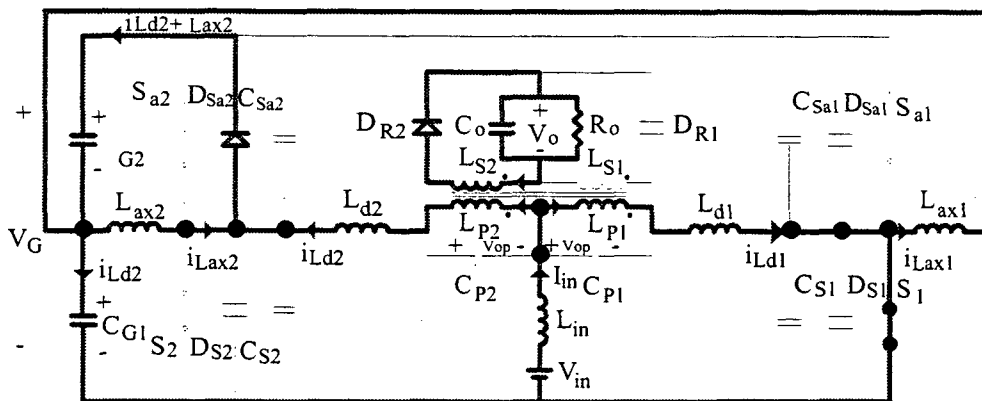 iLd2+ Lax2
+
Sa2 DSa2 CSa2
+
G2
-
DR2
Co
+
Vo
-
Ro
DR1
CSa1 DSa1 Sa1
LS2
LS1
Lax2
Ld2
LP2
LP1
Ld1
Lax1
VG
iLd2
iLax2
iLd2
+ Vop - + Vop -
iLd1
iLax1
CP2
Iin
CP1
CS1 DS1 S1
+
CG1
-
-
S2 DS2 CS2
Lin
Vin